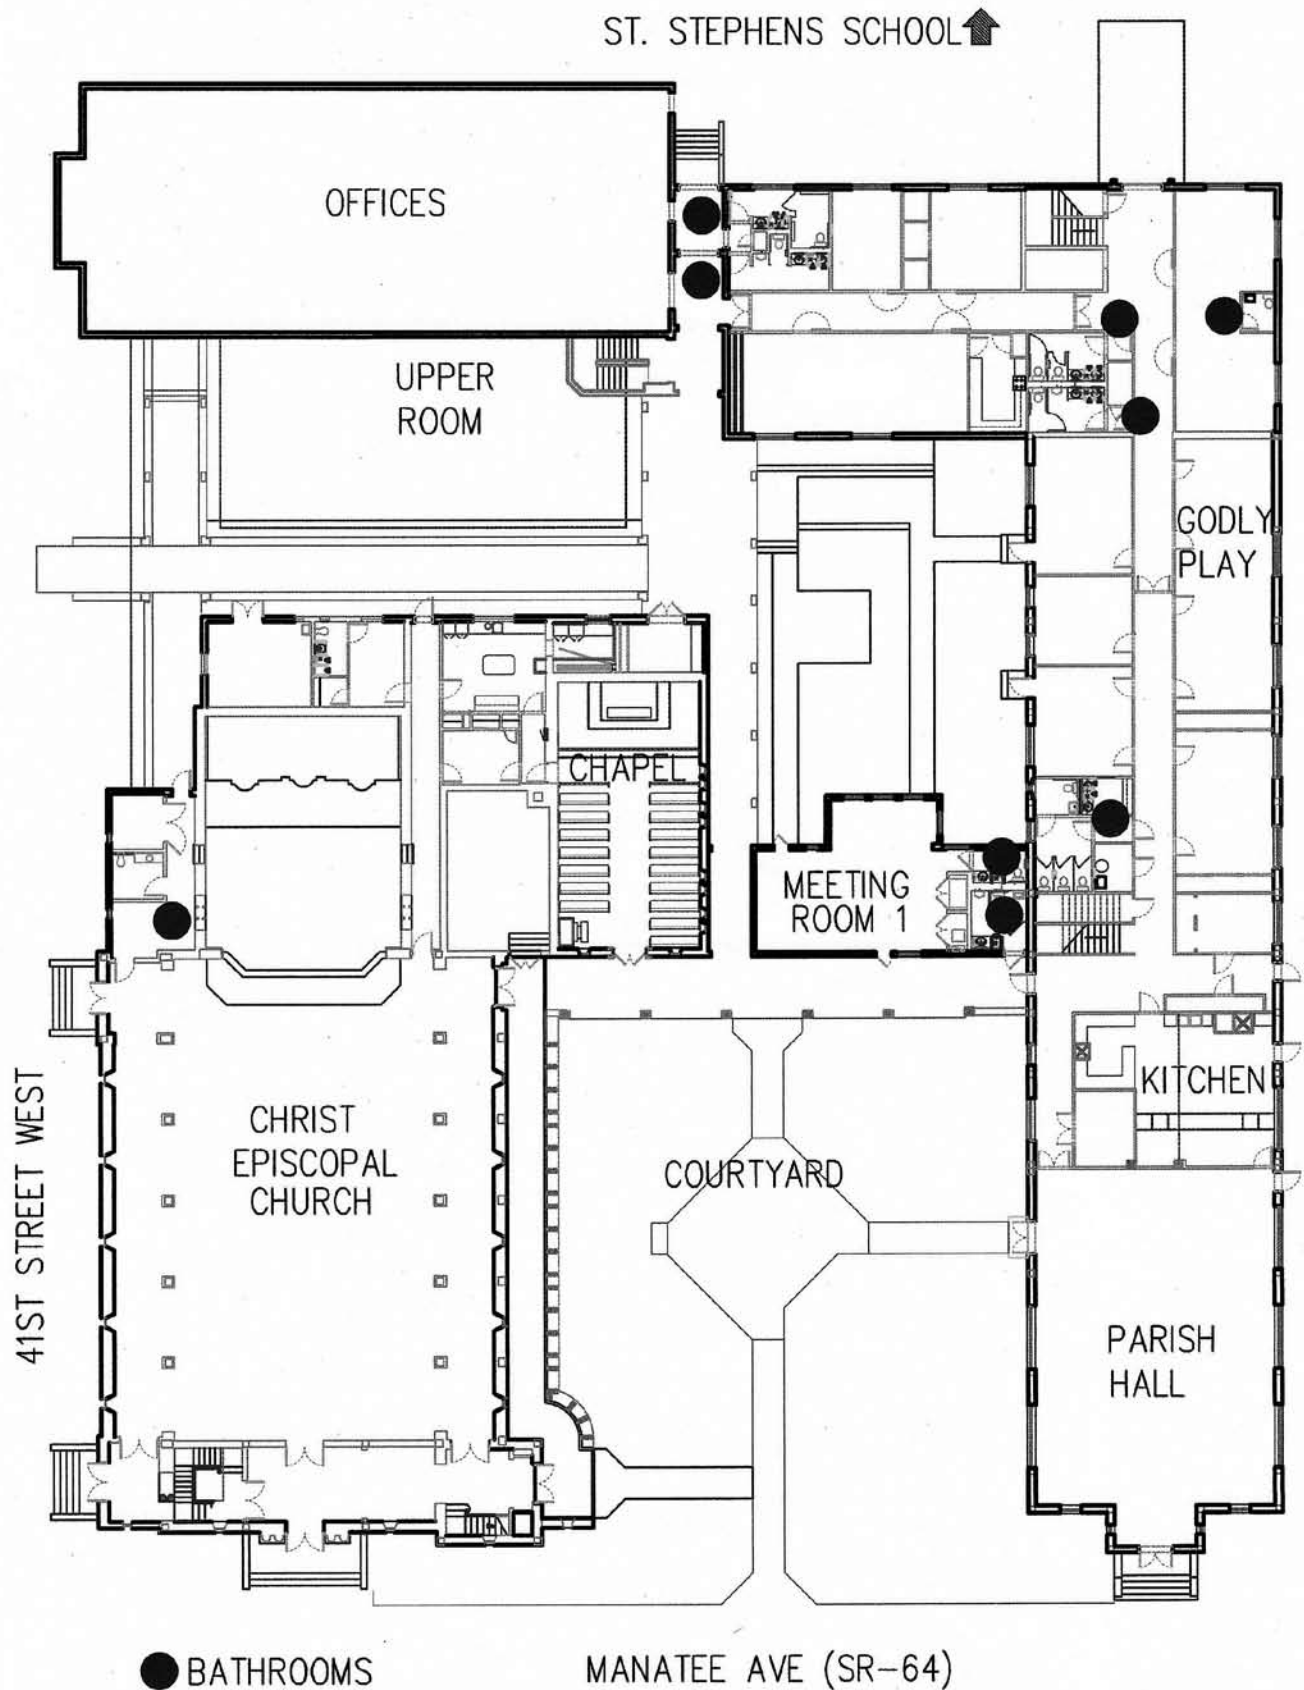 ST. STEPHENS SCHOOL
OFFICES
UPPER
ROOM
GODLY
PLAY
CHAPEL
MEETING
ROOM 1
KITCHEN
CHRIST
EPISCOPAL
CHURCH
COURTYARD
41ST STREET WEST
PARISH
HALL
BATHROOMS
MANATEE AVE (SR-64)